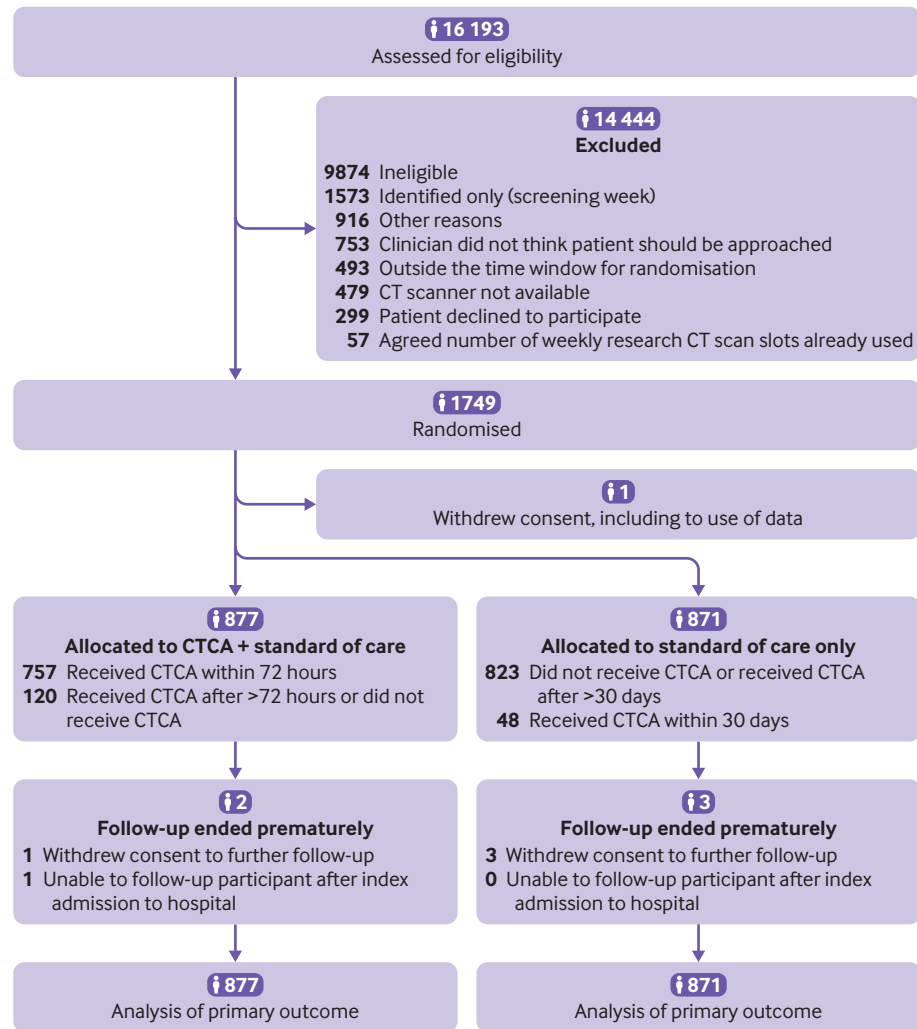 16 193
Assessed for eligibility
14 444
Excluded
9874 Ineligible
1573 Identified only (screening week)
916 Other reasons
753 Clinician did not think patient should be approached
493 Outside the time window for randomisation
479 CT scanner not available
299 Patient declined to participate
57 Agreed number of weekly research CT scan slots already used
1749
Randomised
1
Withdrew consent, including to use of data
877
Allocated to CTCA + standard of care
757 Received CTCA within 72 hours
120 Received CTCA after >72 hours or did not
receive CTCA
871
Allocated to standard of care only
823 Did not receive CTCA or received CTCA
after >30 days
48 Received CTCA within 30 days
2
Follow-up ended prematurely
1 Withdrew consent to further follow-up
1 Unable to follow-up participant after index
admission to hospital
3
Follow-up ended prematurely
3 Withdrew consent to further follow-up
0 Unable to follow-up participant after index
admission to hospital
877
Analysis of primary outcome
871
Analysis of primary outcome